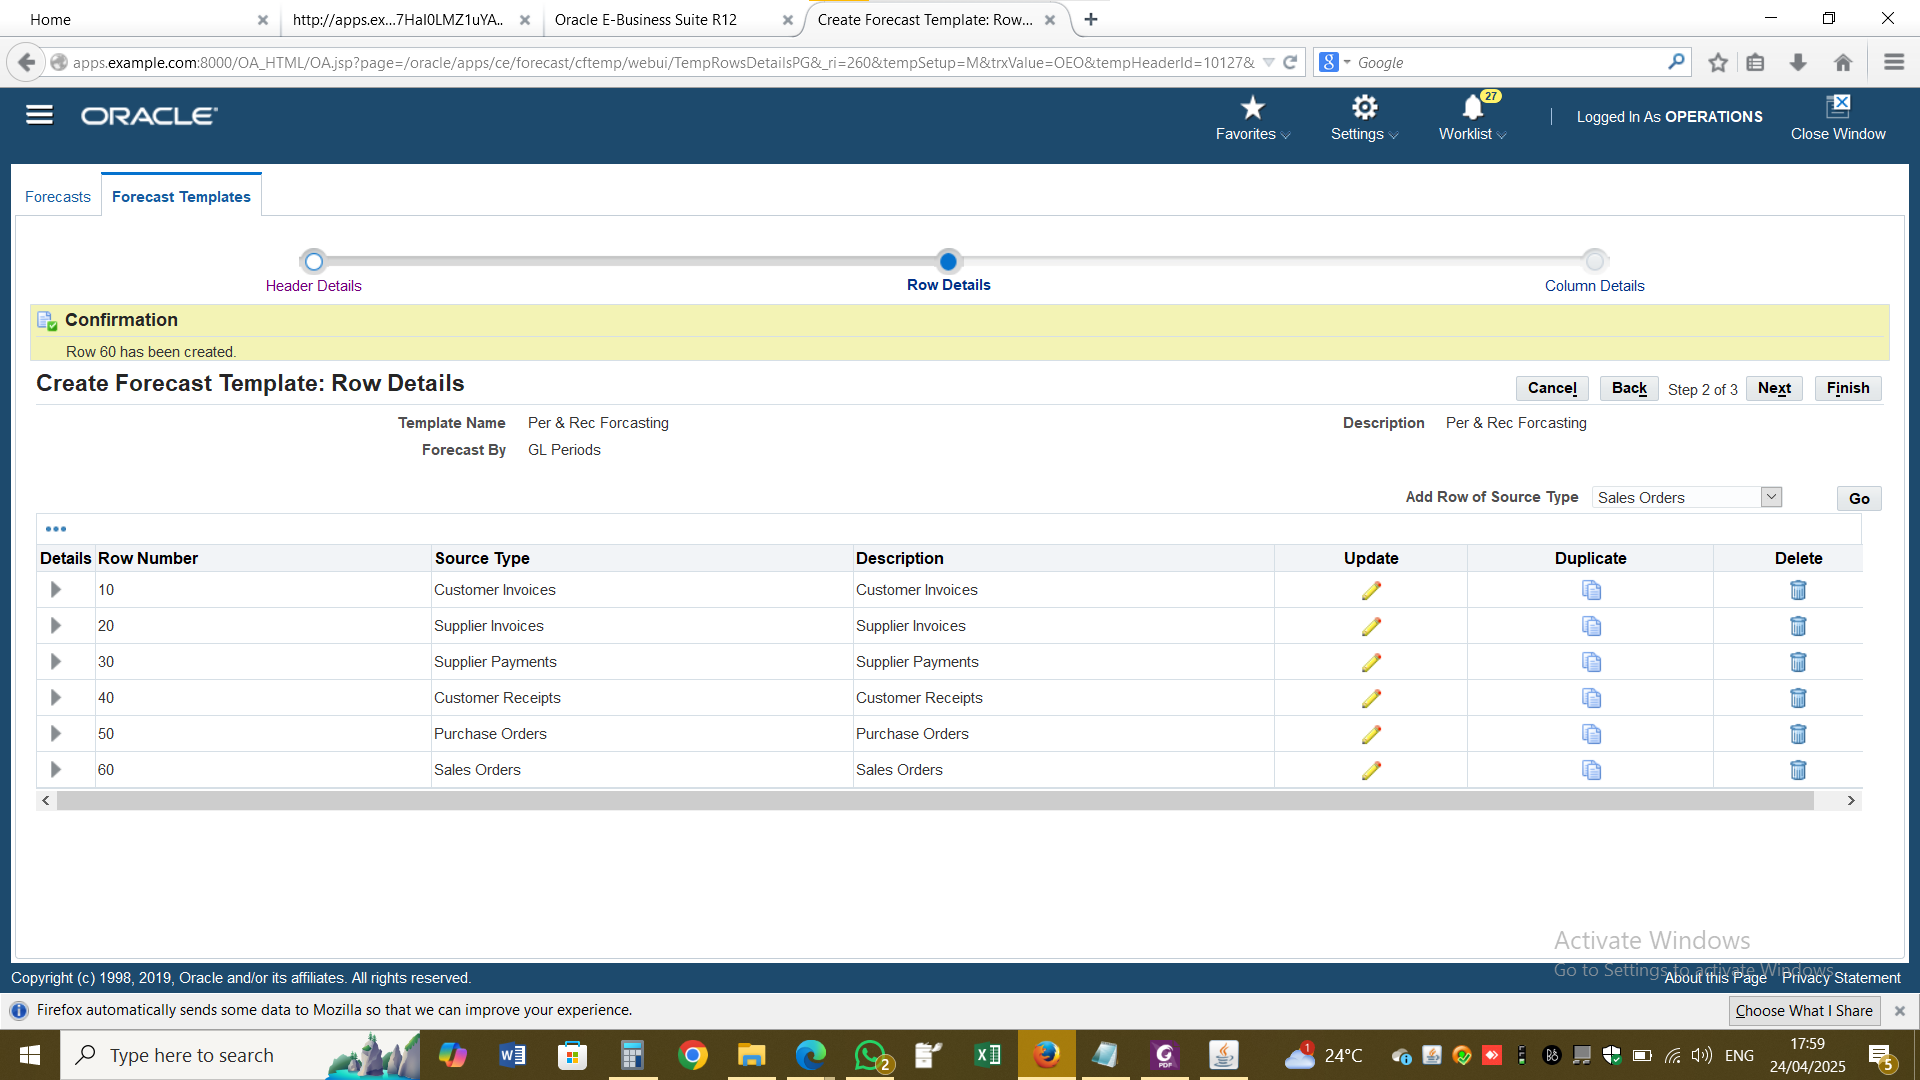 Home
http://apps.ex...7HaI0LMZ1uYA..
Oracle E-Business Suite R12
Create Forecast Template: Row...
apps.example.com:8000/OA_HTML/OA.jsp?page=/oracle/apps/ce/forecast/cftemp/webui/TempRowsDetailsPG&_ri=260&tempSetup=M&trxValue=OEO&tempHeaderId=10127&
Google
ORACLE
Favorites
Settings
27
Worklist
Logged In As OPERATIONS
Close Window
Forecasts
Forecast Templates
Header Details
Row Details
Column Details
Confirmation
Row 60 has been created.
Create Forecast Template: Row Details
Cancel Back Step 2 of 3 Next Finish
Template Name Per & Rec Forcasting
Description Per & Rec Forcasting
Forecast By GL Periods
Add Row of Source Type Sales Orders Go
Details Row Number Source Type Description Update Duplicate Delete
10 Customer Invoices Customer Invoices
20 Supplier Invoices Supplier Invoices
30 Supplier Payments Supplier Payments
40 Customer Receipts Customer Receipts
50 Purchase Orders Purchase Orders
60 Sales Orders Sales Orders
Activate Windows
Go to Settings to activate Windows.
Copyright (c) 1998, 2019, Oracle and/or its affiliates. All rights reserved.
About this Page Privacy Statement
Firefox automatically sends some data to Mozilla so that we can improve your experience.
Choose What I Share
Type here to search
2
PDF
1
24°C
ENG
17:59
24/04/2025
5